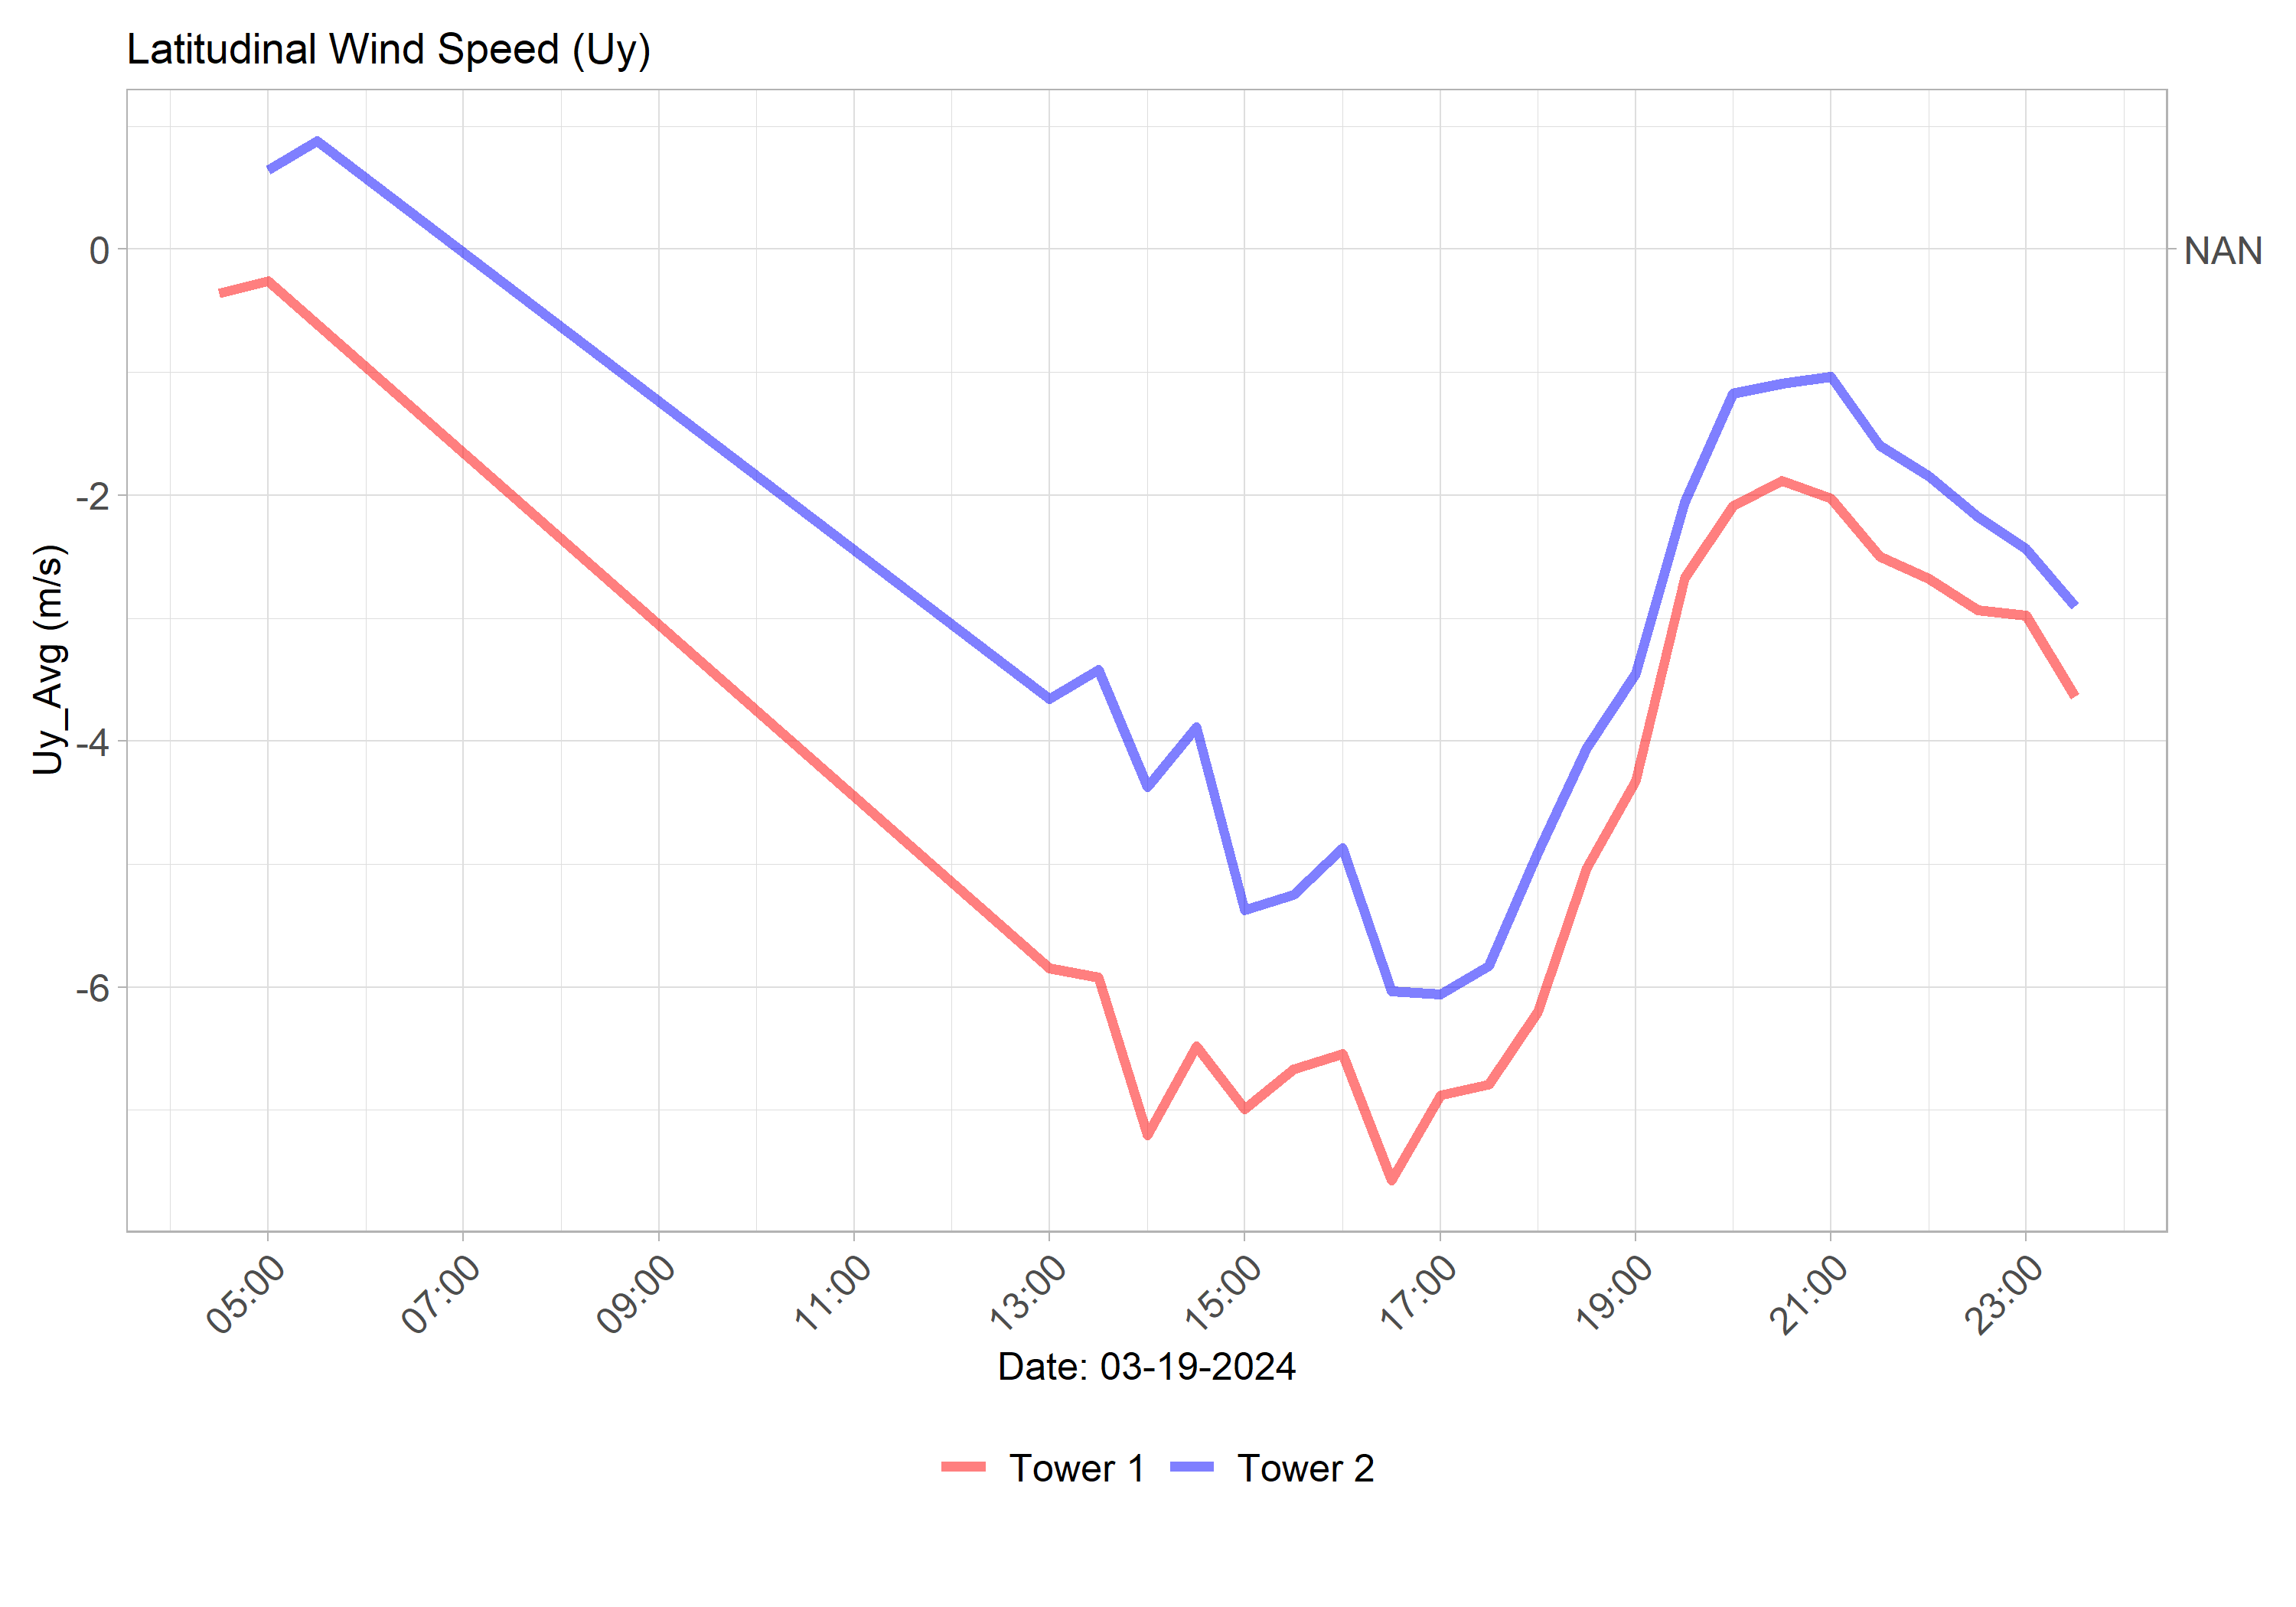 Latitudinal Wind Speed (Uy)
0
NAN
-2
-4
-6
Uy_Avg (m/s)
05:00
07:00
09:00
11:00
13:00
15:00
17:00
19:00
21:00
23:00
Date: 03-19-2024
Tower 1
Tower 2